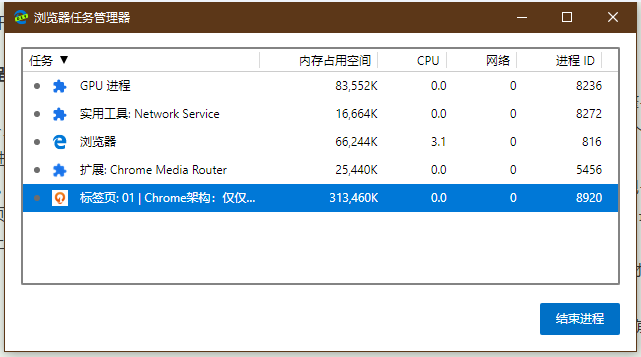 浏览器任务管理器
任务 ▼ 内存占用空间 CPU 网络 进程 ID
GPU 进程 83,552K 0.0 0 8236
实用工具: Network Service 16,664K 0.0 0 8272
浏览器 66,244K 3.1 0 816
扩展: Chrome Media Router 25,440K 0.0 0 5456
标签页: 01 | Chrome架构：仅仅... 313,460K 0.0 0 8920
结束进程